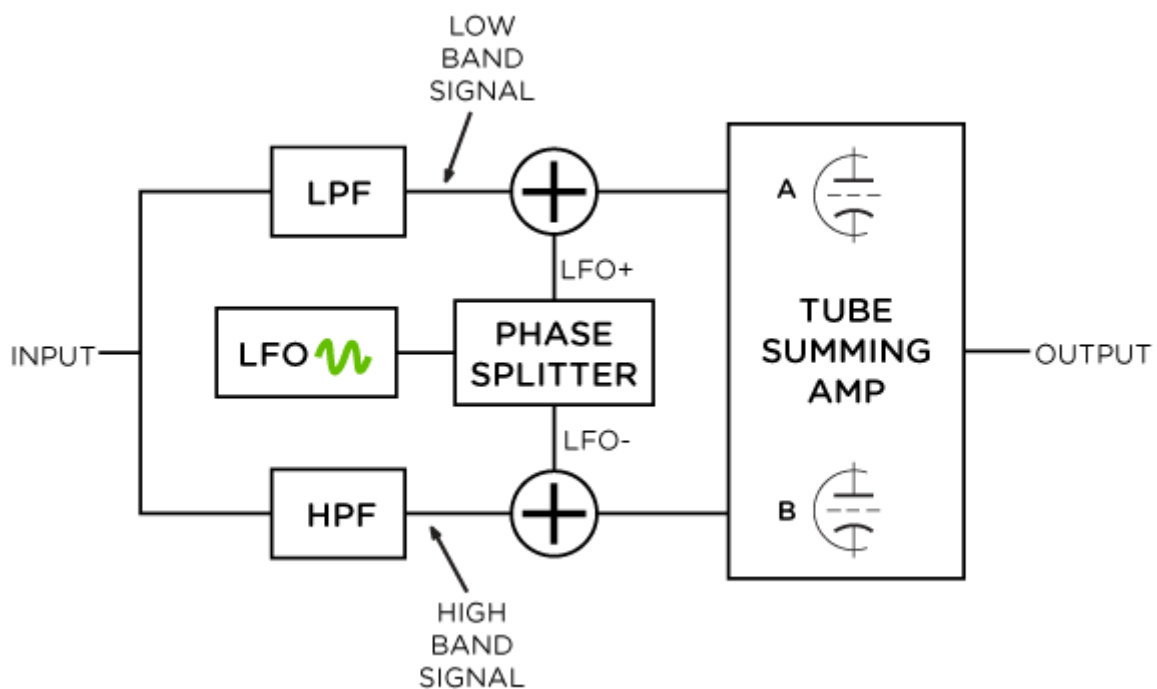 LOW
BAND
SIGNAL
LPF
A
LFO+
LFO
PHASE
SPLITTER
TUBE
SUMMING
AMP
INPUT
OUTPUT
LFO-
HPF
B
HIGH
BAND
SIGNAL